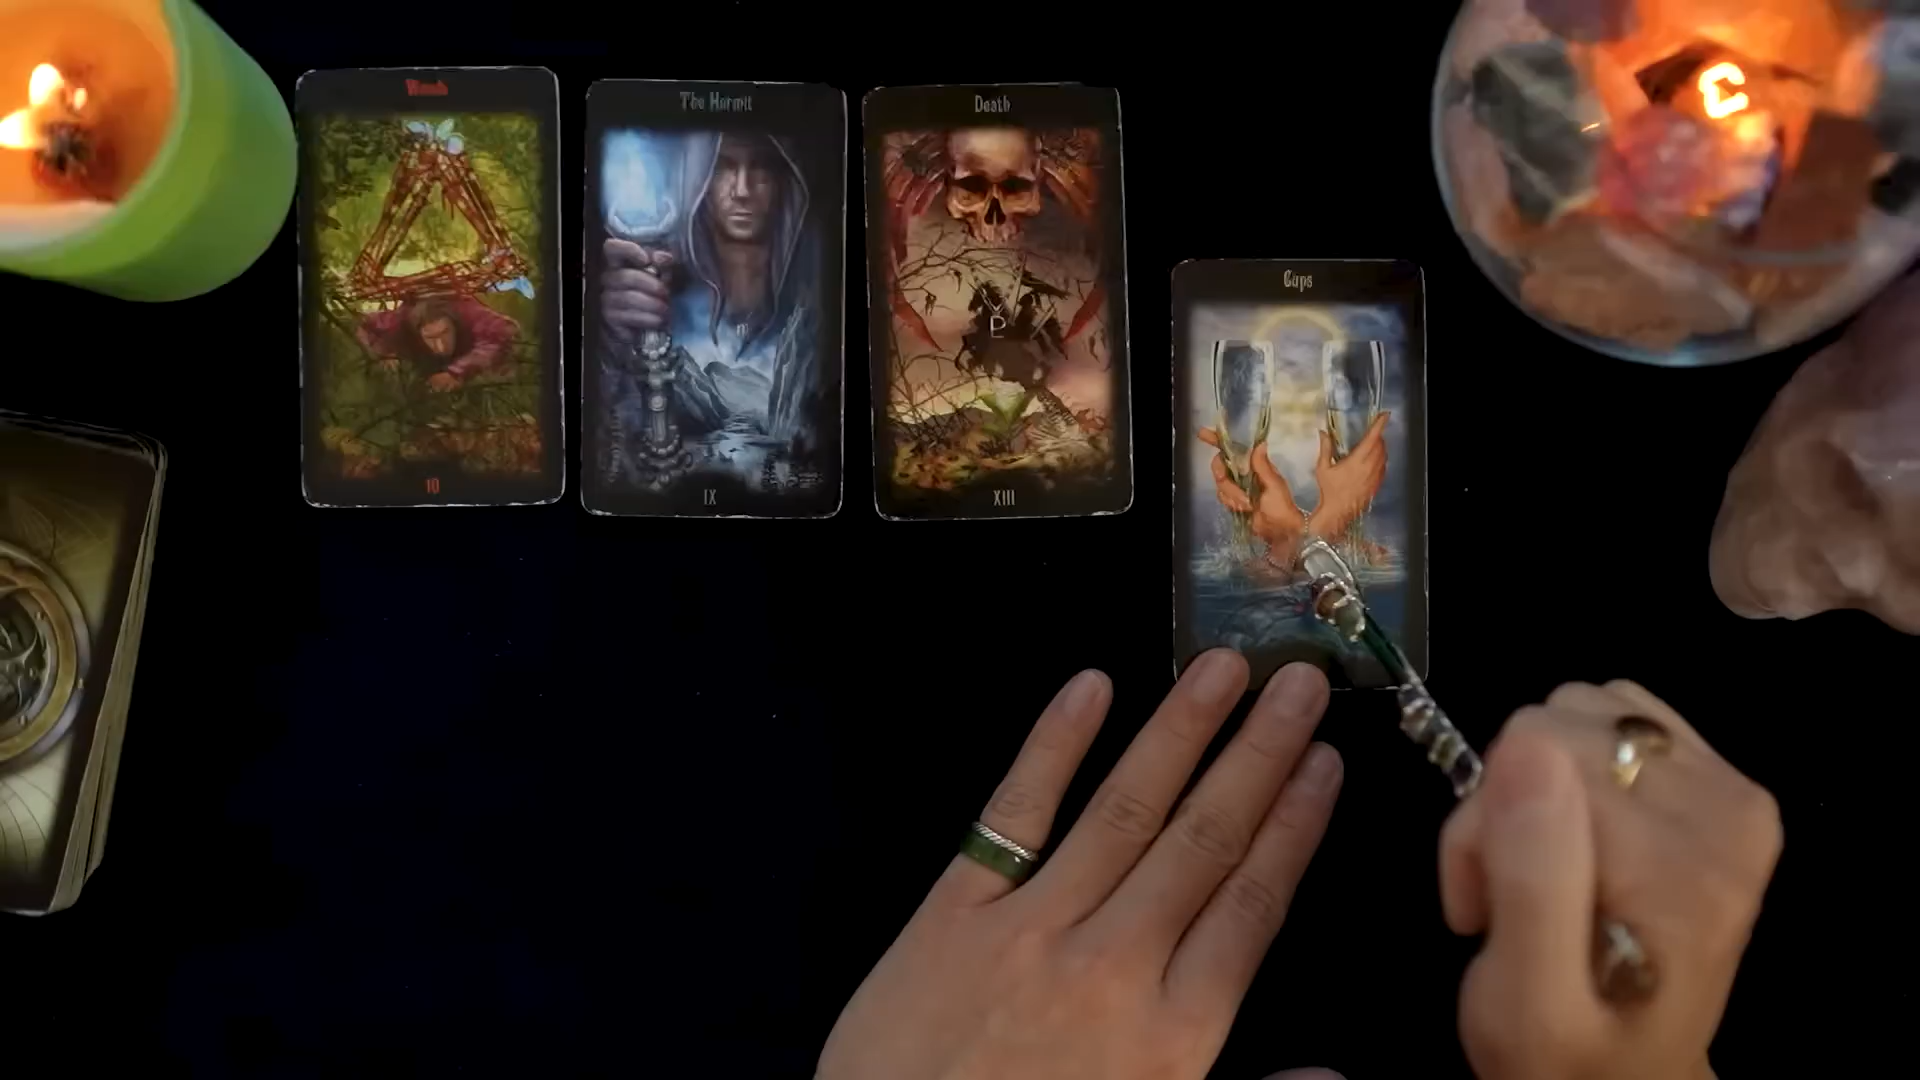 Wands
10
The Hermit
IX
Death
XIII
Cups